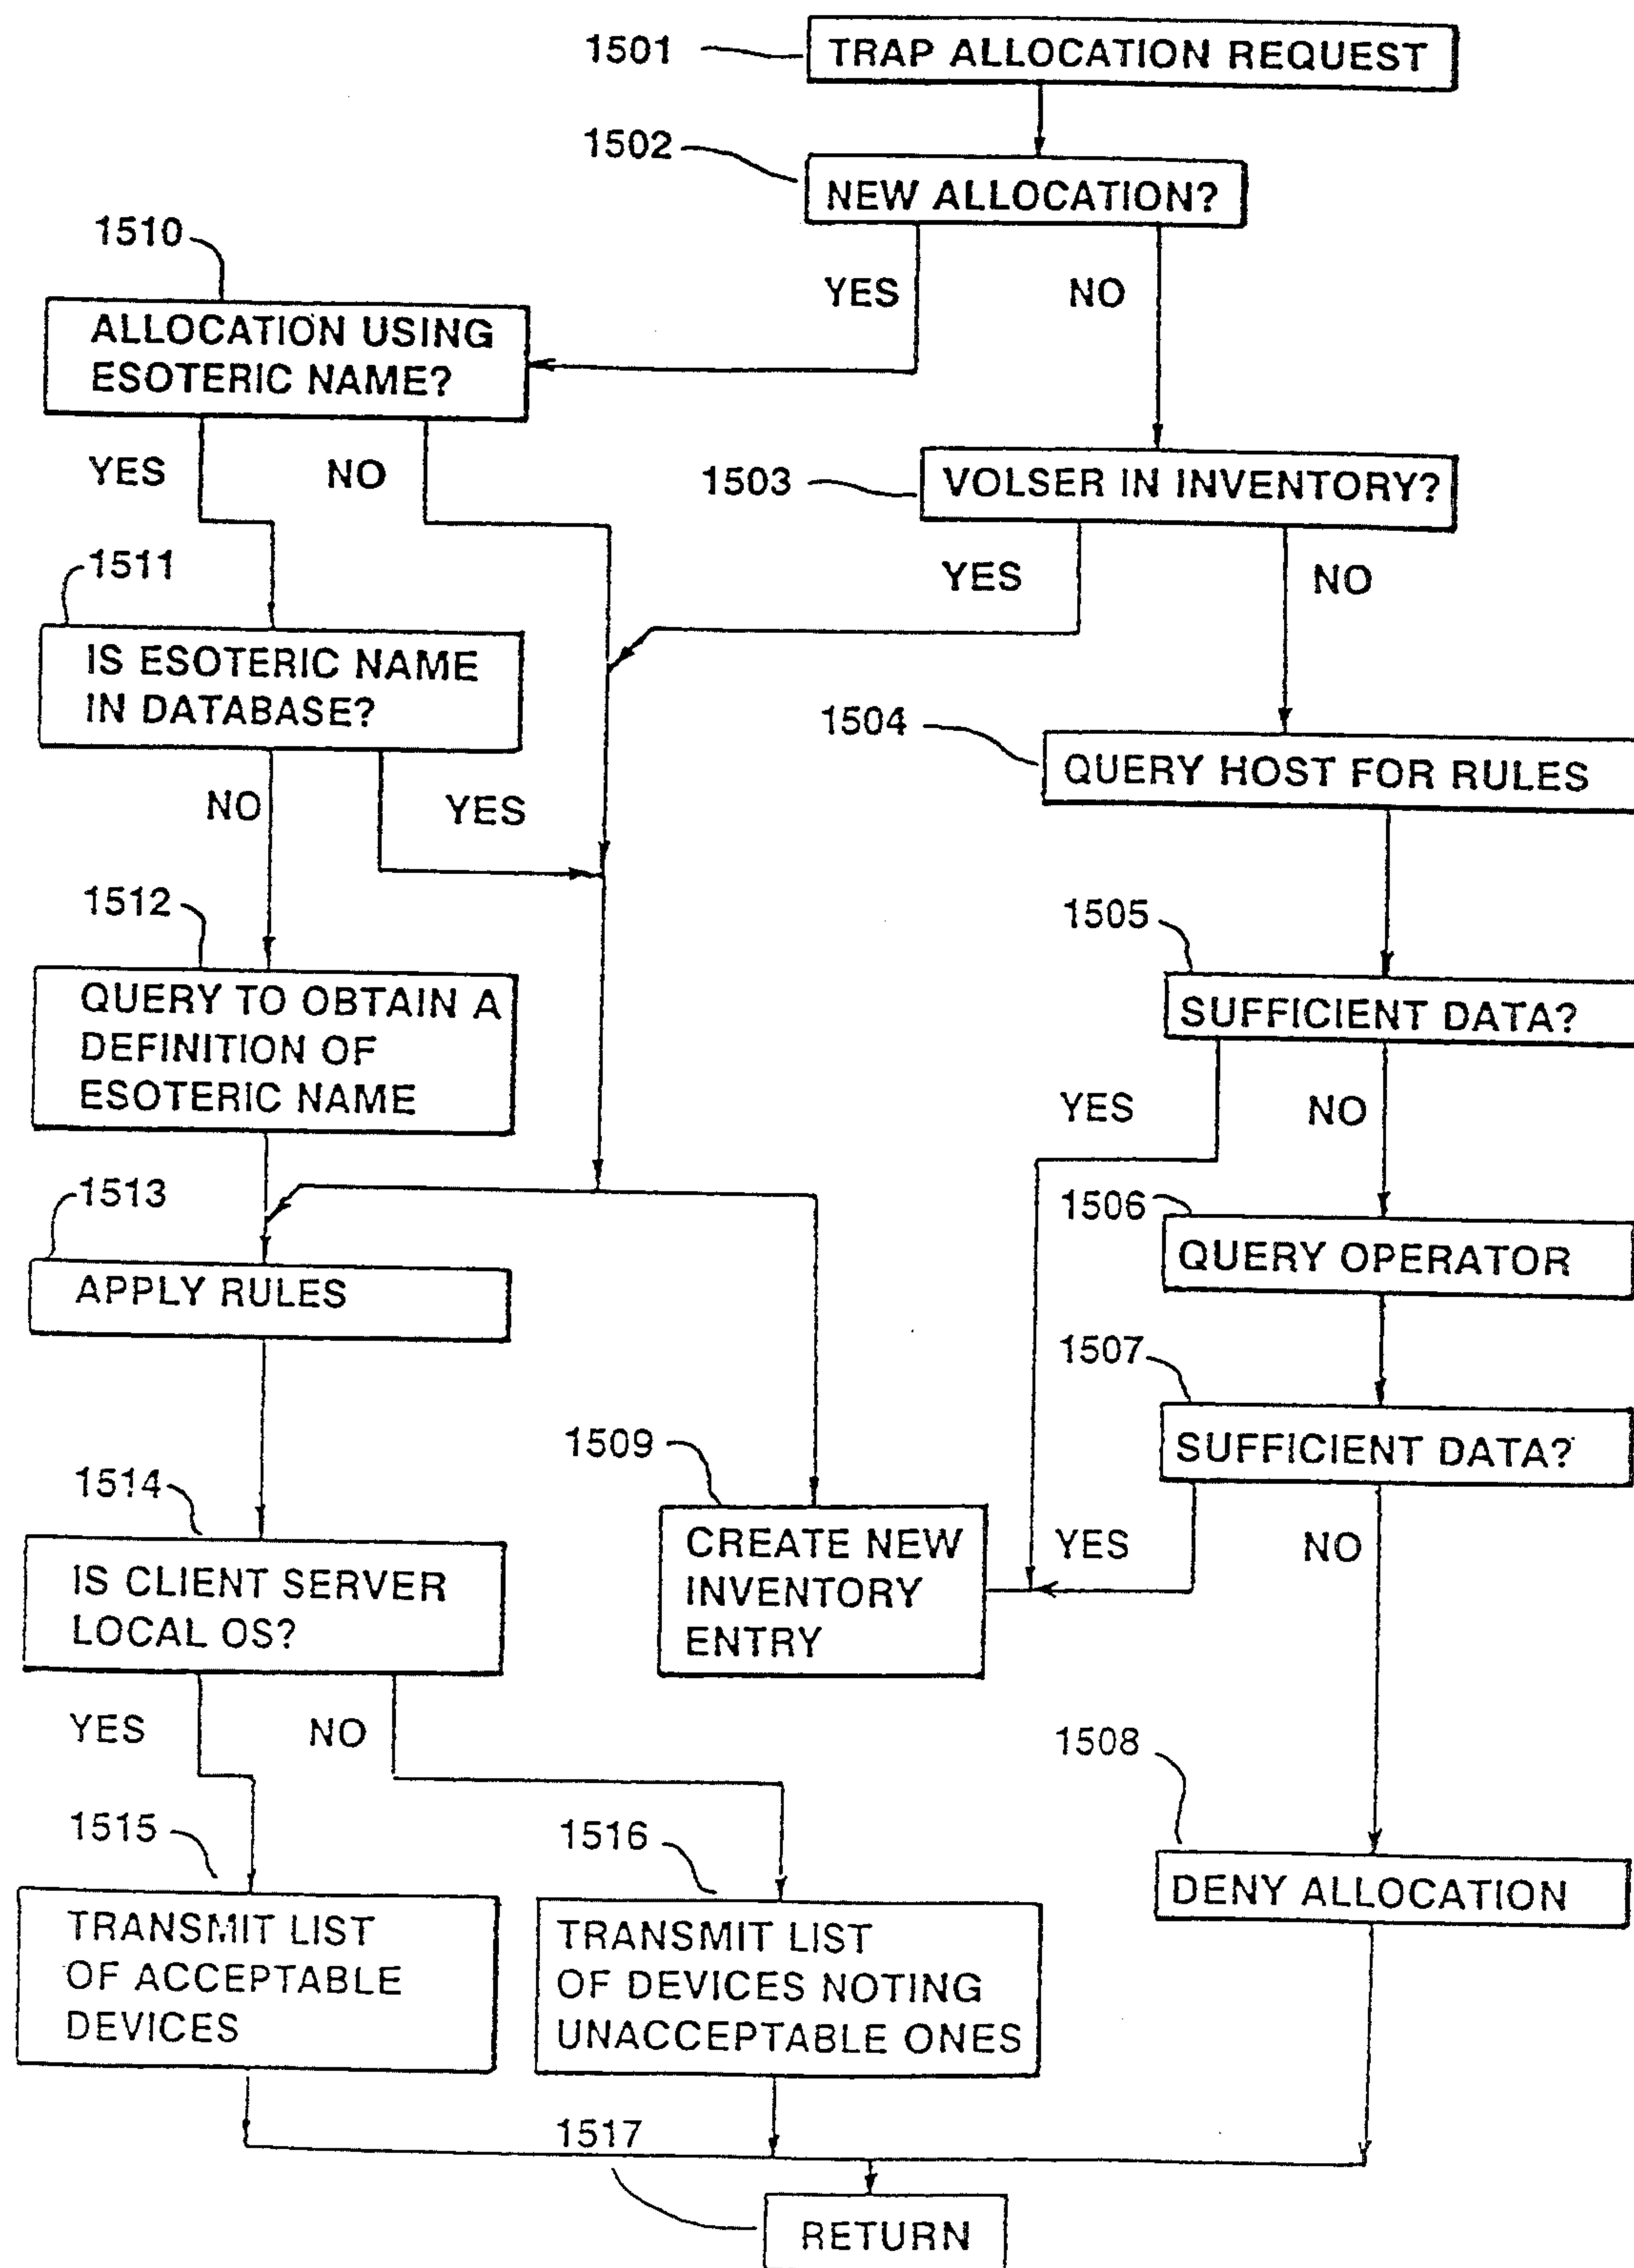 1501
TRAP ALLOCATION REQUEST
1502
NEW ALLOCATION?
YES
NO
1510
ALLOCATION USING
ESOTERIC NAME?
YES
NO
1503
VOLSER IN INVENTORY?
YES
NO
1511
IS ESOTERIC NAME
IN DATABASE?
NO
YES
1504
QUERY HOST FOR RULES
1512
QUERY TO OBTAIN A
DEFINITION OF
ESOTERIC NAME
1505
SUFFICIENT DATA?
YES
NO
1513
APPLY RULES
1506
QUERY OPERATOR
1507
SUFFICIENT DATA?
YES
NO
1509
CREATE NEW
INVENTORY
ENTRY
1514
IS CLIENT SERVER
LOCAL OS?
YES
NO
1508
DENY ALLOCATION
1515
TRANSMIT LIST
OF ACCEPTABLE
DEVICES
1516
TRANSMIT LIST
OF DEVICES NOTING
UNACCEPTABLE ONES
1517
RETURN